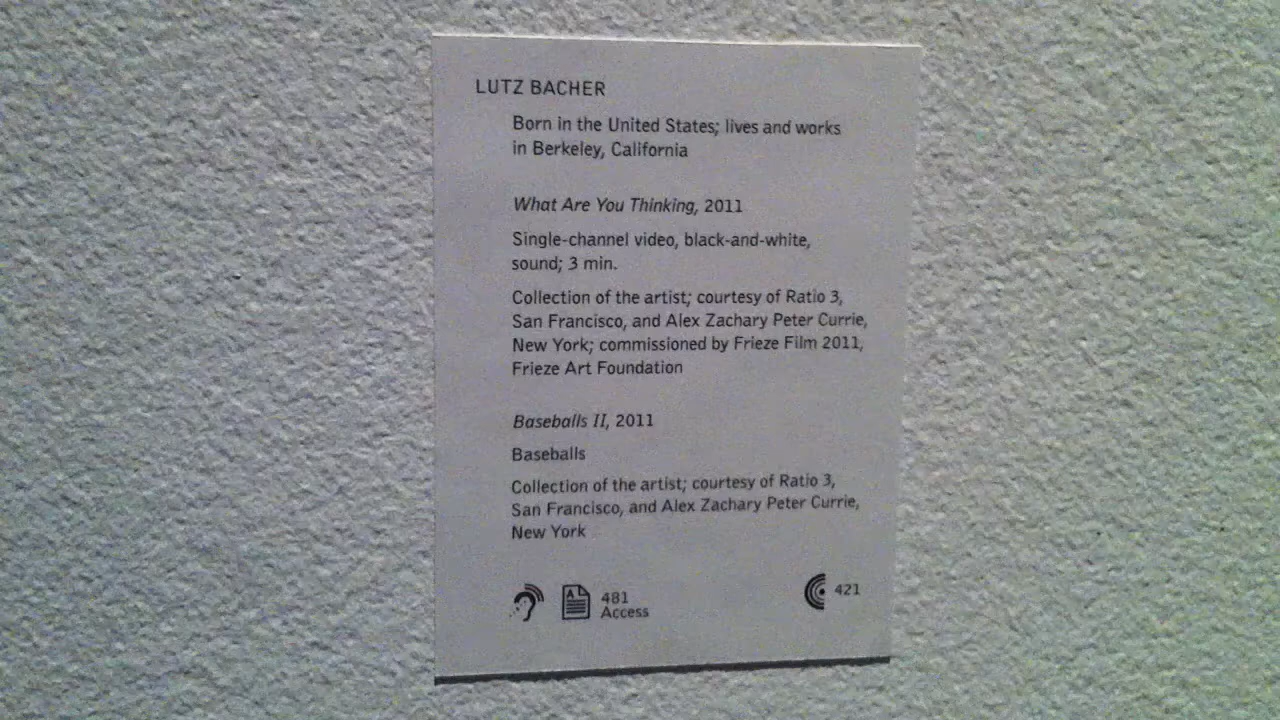 LUTZ BACHER
Born in the United States; lives and works
in Berkeley, California
What Are You Thinking, 2011
Single-channel video, black-and-white,
sound; 3 min.
Collection of the artist; courtesy of Ratio 3,
San Francisco, and Alex Zachary Peter Currie,
New York; commissioned by Frieze Film 2011,
Frieze Art Foundation
Baseballs II, 2011
Baseballs
Collection of the artist; courtesy of Ratio 3,
San Francisco, and Alex Zachary Peter Currie,
New York
A 481 421
Access